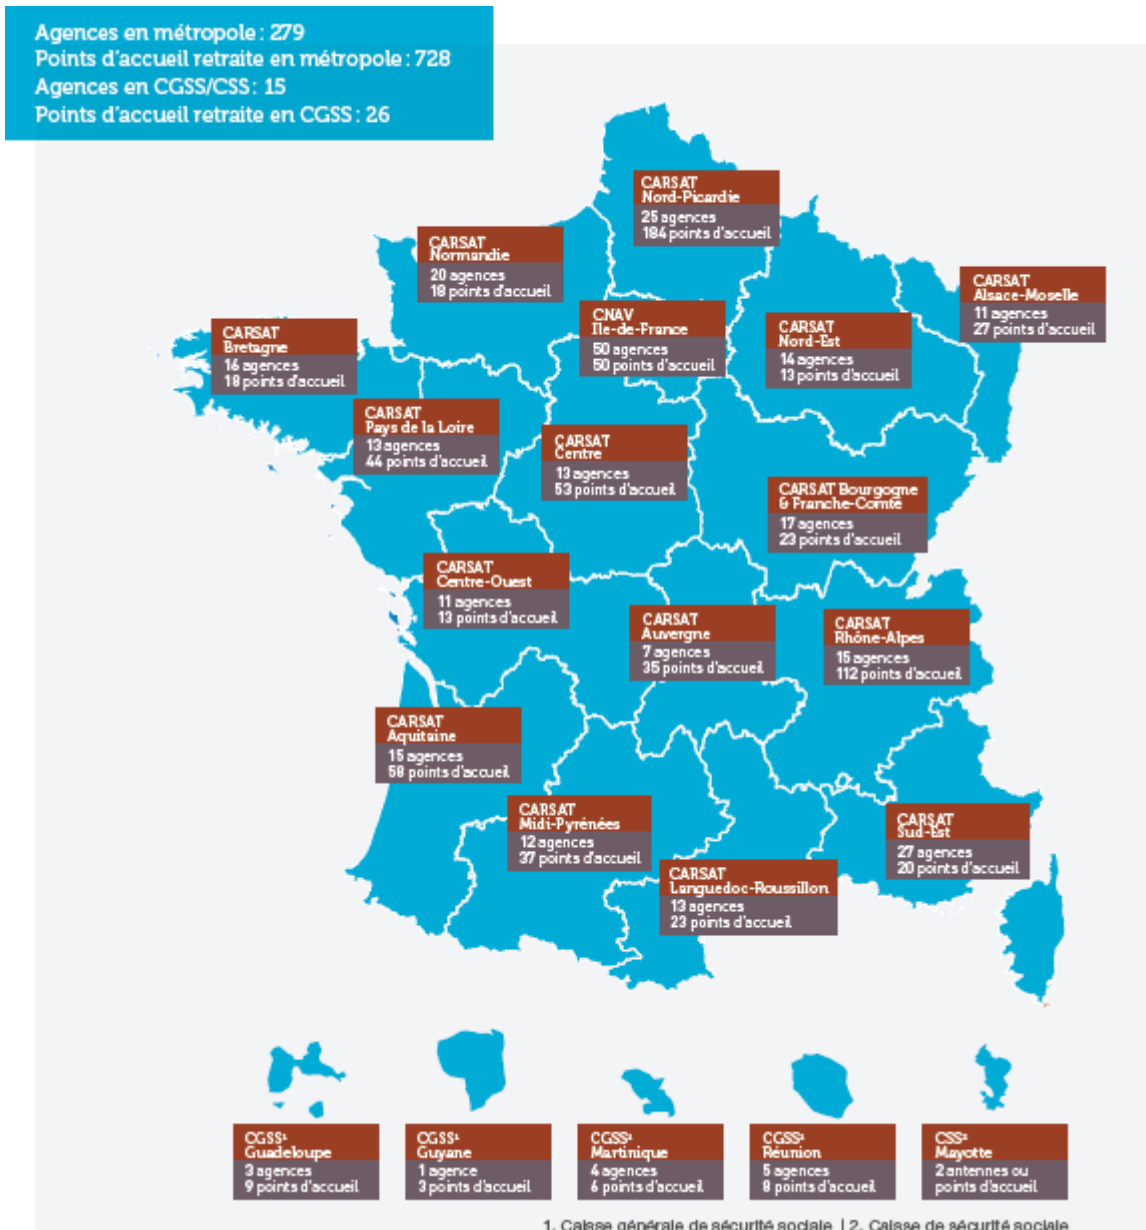 Agences en métropole : 279
Points d'accueil retraite en métropole : 728
Agences en CGSS/CSS : 15
Points d'accueil retraite en CGSS : 26
CARSAT
Nord-Picardie
25 agences
184 points d'accueil
CARSAT
Normandie
20 agences
18 points d'accueil
CARSAT
Alsace-Moselle
11 agences
27 points d'accueil
CNAV
Ile-de-France
50 agences
50 points d'accueil
CARSAT
Nord-Est
14 agences
13 points d'accueil
CARSAT
Bretagne
16 agences
18 points d'accueil
CARSAT
Pays de la Loire
13 agences
44 points d'accueil
CARSAT
Centre
13 agences
53 points d'accueil
CARSAT Bourgogne
& Franche-Comté
17 agences
23 points d'accueil
CARSAT
Centre-Ouest
11 agences
13 points d'accueil
CARSAT
Auvergne
7 agences
35 points d'accueil
CARSAT
Rhône-Alpes
15 agences
112 points d'accueil
CARSAT
Aquitaine
15 agences
58 points d'accueil
CARSAT
Midi-Pyrénées
12 agences
37 points d'accueil
CARSAT
Sud-Est
27 agences
20 points d'accueil
CARSAT
Languedoc-Roussillon
13 agences
23 points d'accueil
CGSS¹
Guadeloupe
3 agences
9 points d'accueil
CGSS¹
Guyane
1 agence
3 points d'accueil
CGSS¹
Martinique
4 agences
6 points d'accueil
CGSS¹
Réunion
5 agences
8 points d'accueil
CSS²
Mayotte
2 antennes ou
points d'accueil
1. Caisse générale de sécurité sociale | 2. Caisse de sécurité sociale